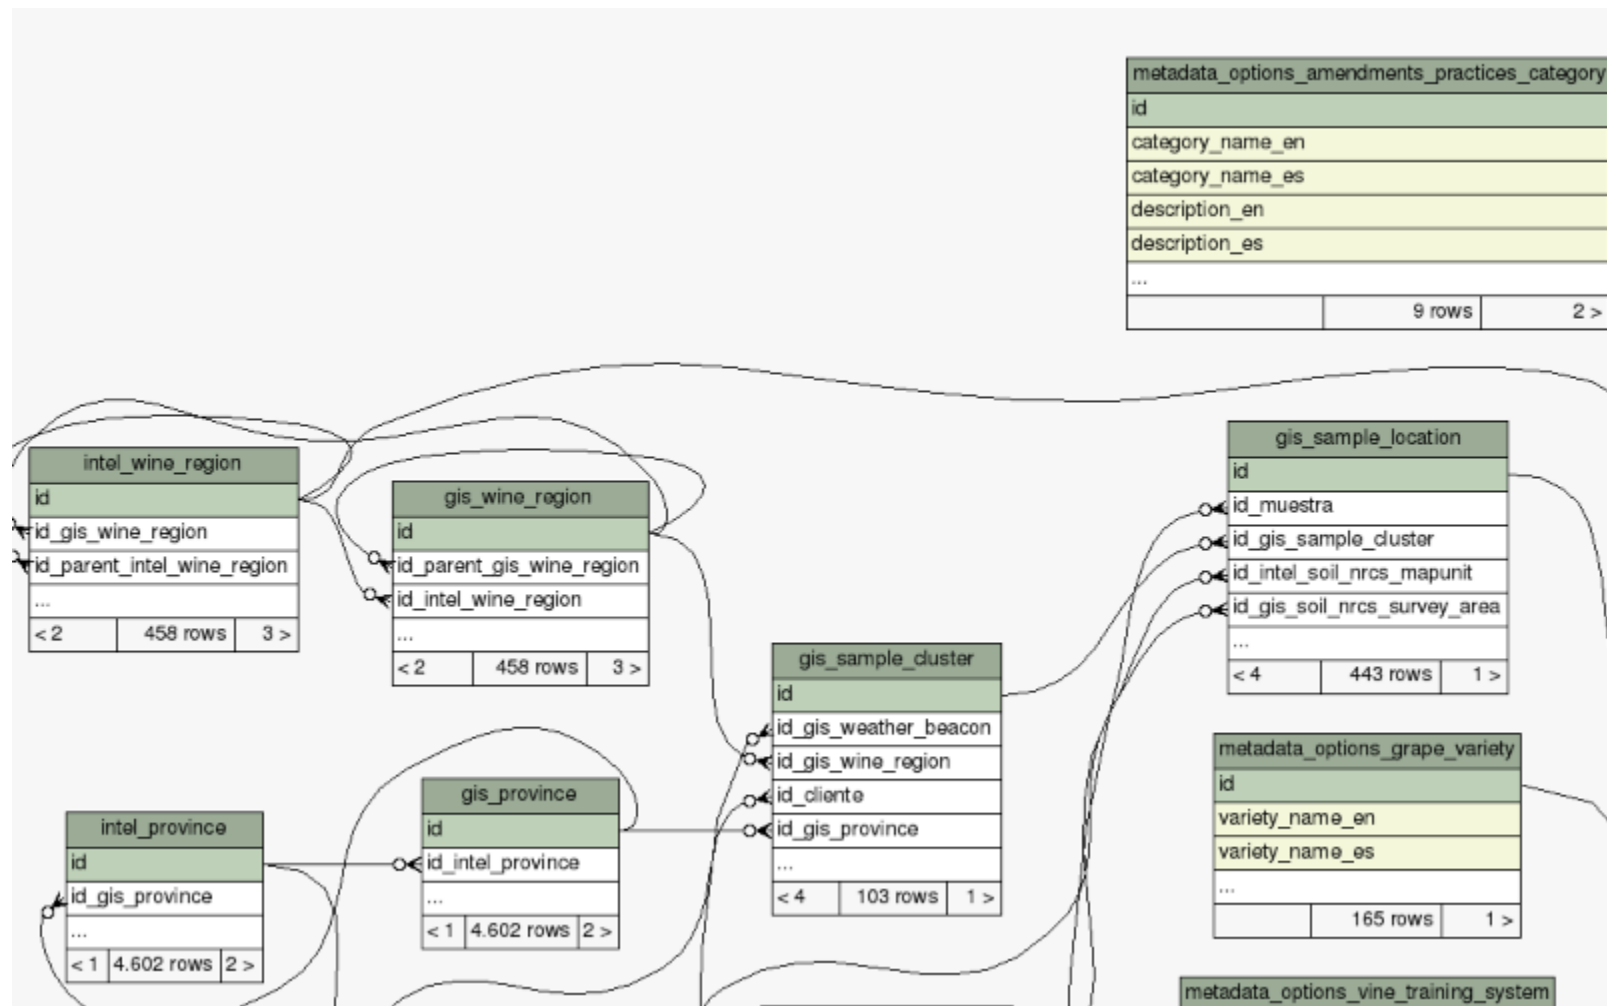 metadata_options_amendments_practices_category
id
category_name_en
category_name_es
description_en
description_es
...
9 rows 2 >
intel_wine_region
id
id_gis_wine_region
id_parent_intel_wine_region
...
< 2 458 rows 3 >
gis_wine_region
id
id_parent_gis_wine_region
id_intel_wine_region
...
< 2 458 rows 3 >
gis_sample_location
id
id_muestra
id_gis_sample_cluster
id_intel_soil_nrcs_mapunit
id_gis_soil_nrcs_survey_area
...
< 4 443 rows 1 >
gis_sample_cluster
id
id_gis_weather_beacon
id_gis_wine_region
id_cliente
id_gis_province
...
< 4 103 rows 1 >
metadata_options_grape_variety
id
variety_name_en
variety_name_es
...
165 rows 1 >
gis_province
id
id_intel_province
...
< 1 4.602 rows 2 >
intel_province
id
id_gis_province
...
< 1 4.602 rows 2 >
metadata_options_vine_training_system